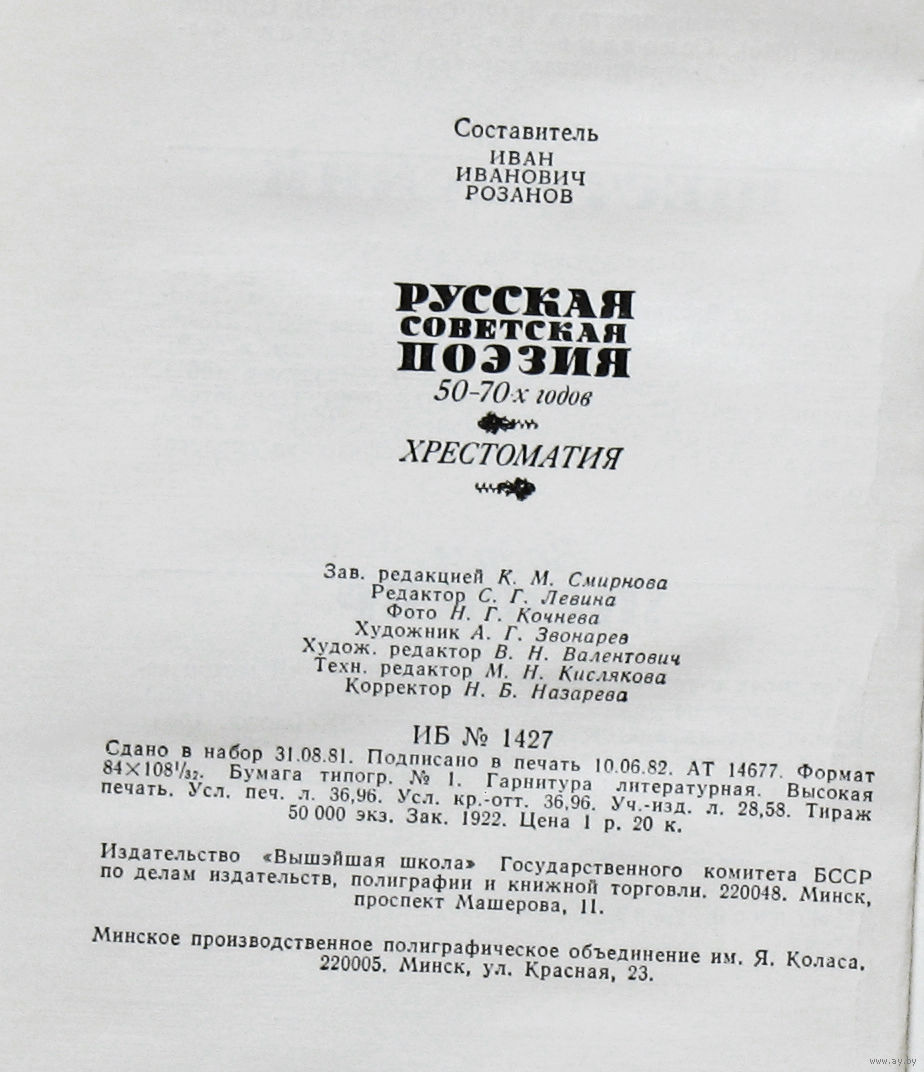 Составитель
ИВАН
ИВАНОВИЧ
РОЗАНОВ
РУССКАЯ
СОВЕТСКАЯ
ПОЭЗИЯ
50-70-х годов
ХРЕСТОМАТИЯ
Зав. редакцией К. М. Смирнова
Редактор С. Г. Левина
Фото Н. Г. Кочнева
Художник А. Г. Звонарев
Худож. редактор В. Н. Валентович
Техн. редактор М. Н. Кислякова
Корректор Н. Б. Назарева
ИБ № 1427
Сдано в набор 31.08.81. Подписано в печать 10.06.82. АТ 14677. Формат
84×108¹/₃₂. Бумага типогр. № 1. Гарнитура литературная. Высокая
печать. Усл. печ. л. 36,96. Усл. кр.-отт. 36,96. Уч.-изд. л. 28,58. Тираж
50 000 экз. Зак. 1922. Цена 1 р. 20 к.
Издательство «Вышэйшая школа» Государственного комитета БССР
по делам издательств, полиграфии и книжной торговли. 220048. Минск,
проспект Машерова, 11.
Минское производственное полиграфическое объединение им. Я. Коласа.
220005. Минск, ул. Красная, 23.
www.ay.by